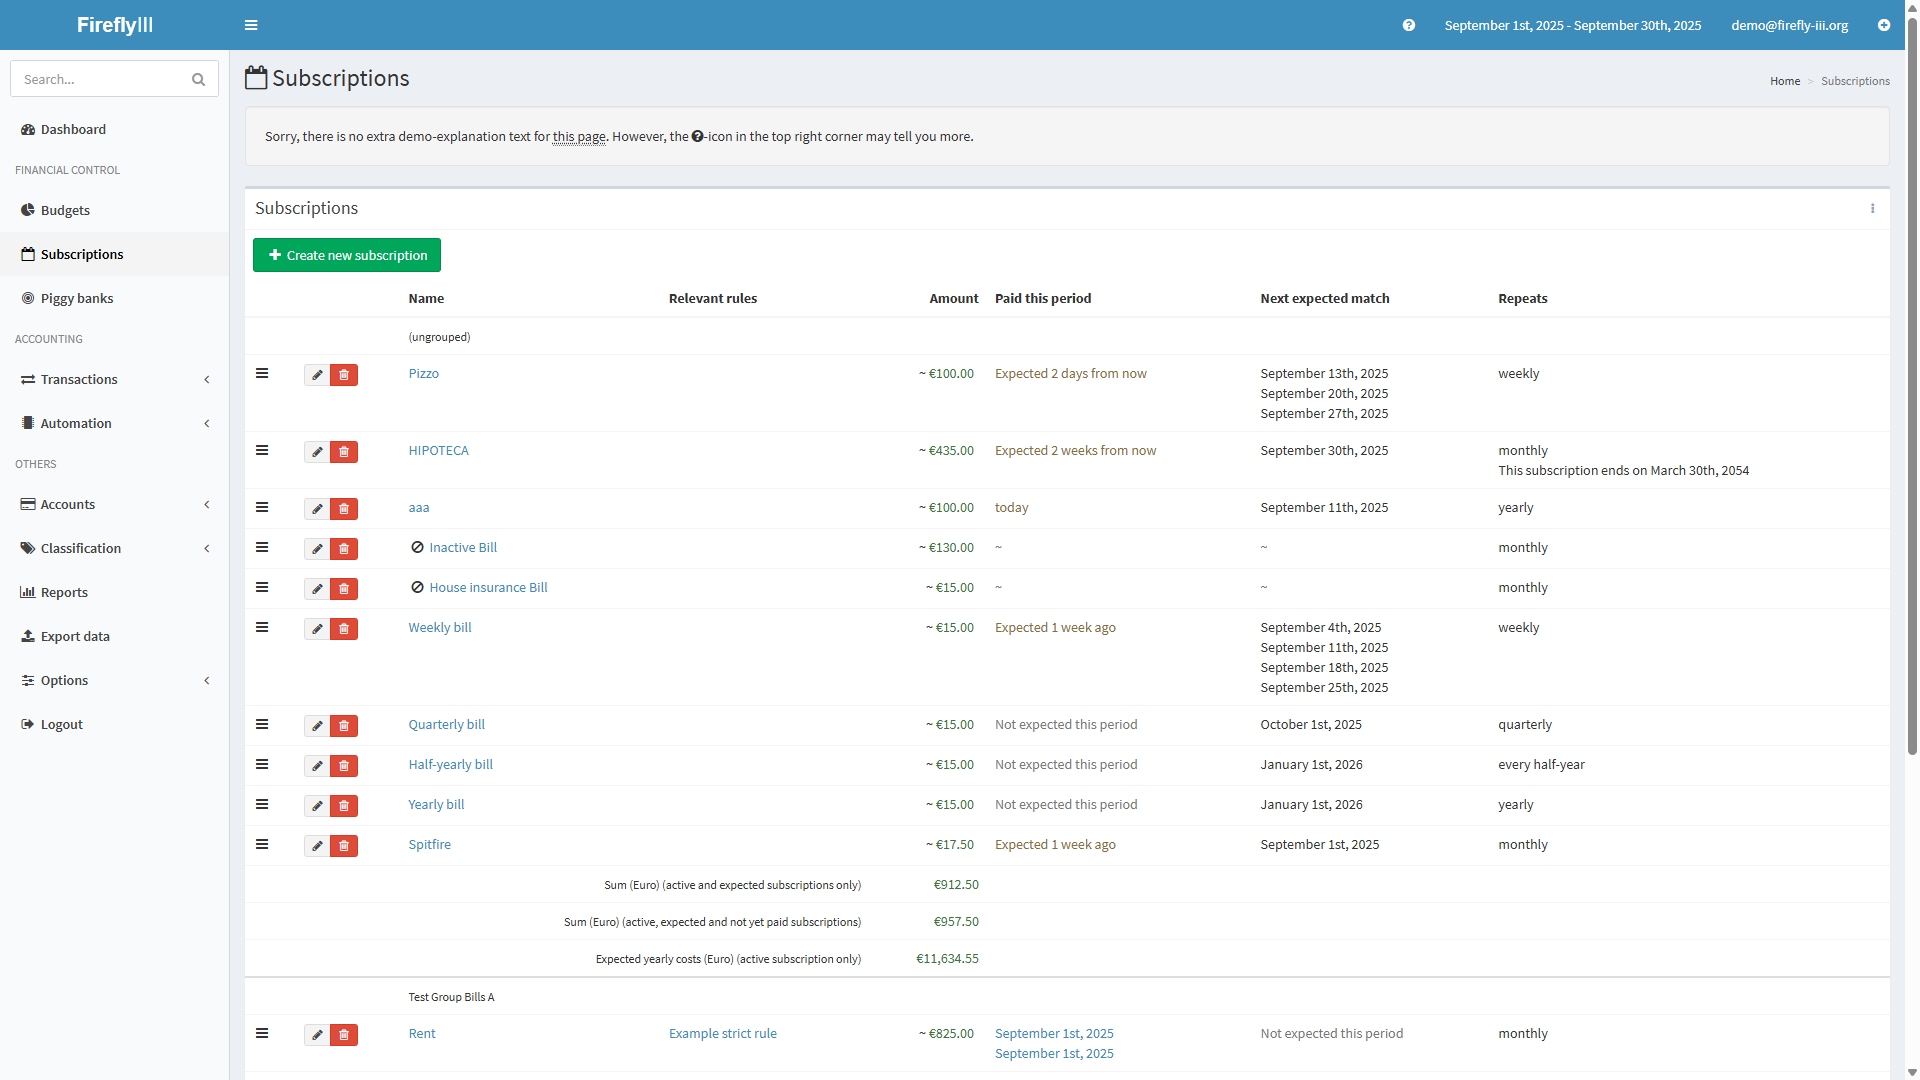 FireflyIII
September 1st, 2025 - September 30th, 2025
demo@firefly-iii.org
Search...
Dashboard
FINANCIAL CONTROL
Budgets
Subscriptions
Piggy banks
ACCOUNTING
Transactions
Automation
OTHERS
Accounts
Classification
Reports
Export data
Options
Logout
Subscriptions
Home > Subscriptions
Sorry, there is no extra demo-explanation text for this page. However, the ?-icon in the top right corner may tell you more.
Subscriptions
Create new subscription
Name Relevant rules Amount Paid this period Next expected match Repeats
(ungrouped)
Pizzo ~ €100.00 Expected 2 days from now September 13th, 2025 weekly
September 20th, 2025
September 27th, 2025
HIPOTECA ~ €435.00 Expected 2 weeks from now September 30th, 2025 monthly
This subscription ends on March 30th, 2054
aaa ~ €100.00 today September 11th, 2025 yearly
Inactive Bill ~ €130.00 ~ ~ monthly
House insurance Bill ~ €15.00 ~ ~ monthly
Weekly bill ~ €15.00 Expected 1 week ago September 4th, 2025 weekly
September 11th, 2025
September 18th, 2025
September 25th, 2025
Quarterly bill ~ €15.00 Not expected this period October 1st, 2025 quarterly
Half-yearly bill ~ €15.00 Not expected this period January 1st, 2026 every half-year
Yearly bill ~ €15.00 Not expected this period January 1st, 2026 yearly
Spitfire ~ €17.50 Expected 1 week ago September 1st, 2025 monthly
Sum (Euro) (active and expected subscriptions only) €912.50
Sum (Euro) (active, expected and not yet paid subscriptions) €957.50
Expected yearly costs (Euro) (active subscription only) €11,634.55
Test Group Bills A
Rent Example strict rule ~ €825.00 September 1st, 2025 Not expected this period monthly
September 1st, 2025